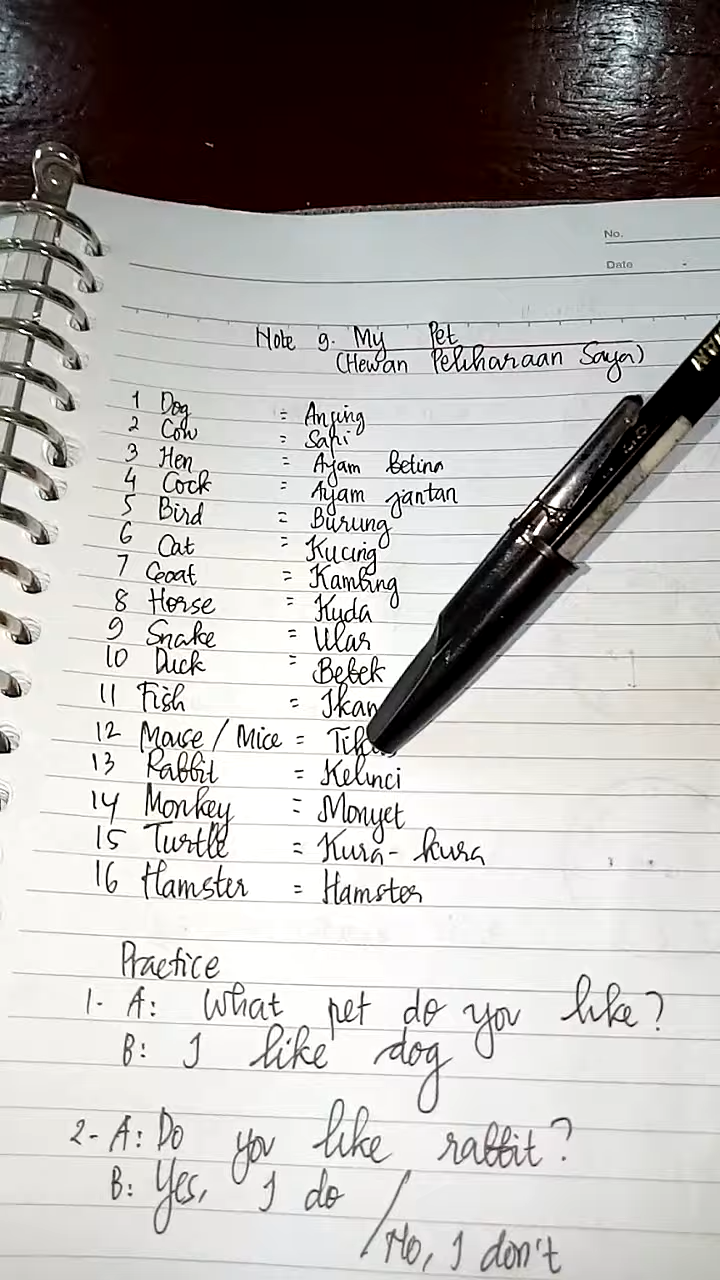 No.
Date
Note 9. My Pet
(Hewan Peliharaan Saya)
1 Dog = Anjing
2 Cow = Sapi
3 Hen = Ayam betina
4 Cock = Ayam jantan
5 Bird = Burung
6 Cat = Kucing
7 Goat = Kambing
8 Horse = Kuda
9 Snake = Ular
10 Duck = Bebek
11 Fish = Ikan
12 Mouse / Mice =
13 Rabbit = Kelinci
14 Monkey = Monyet
15 Turtle = Kura-kura
16 Hamster = Hamster
Practice
1- A: What pet do you like?
B: I like dog
2- A: Do you like rabbit?
B: Yes, I do
/No, I don't